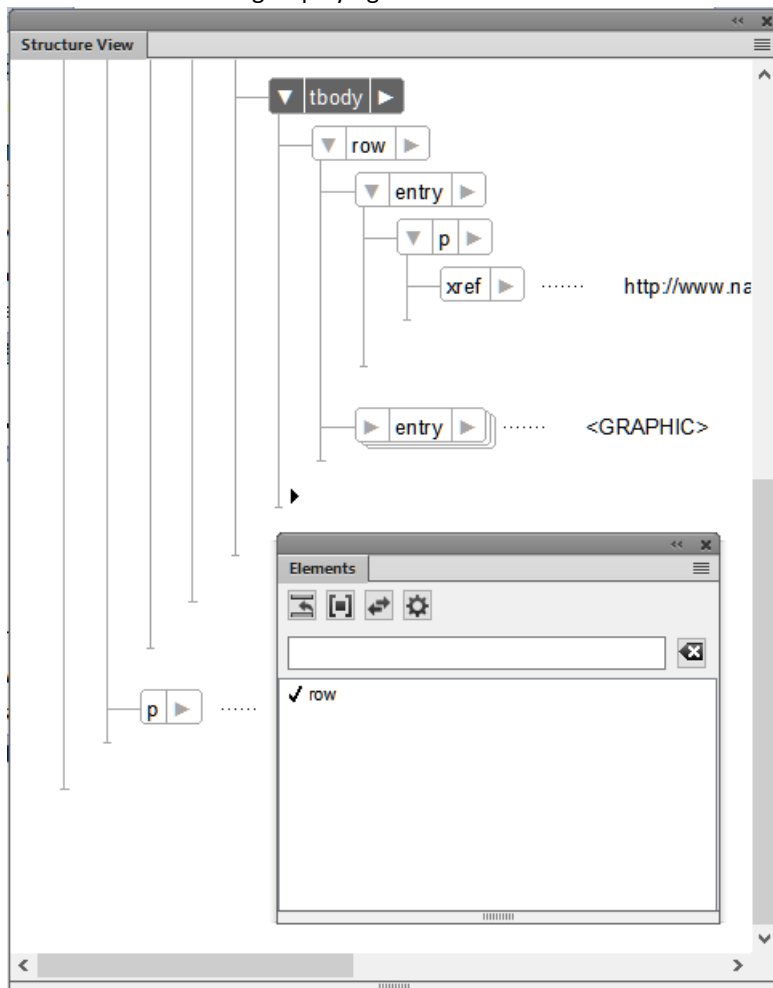 Structure View
tbody
row
entry
p
xref ....... http://www.na
entry ....... <GRAPHIC>
Elements
row
p ......